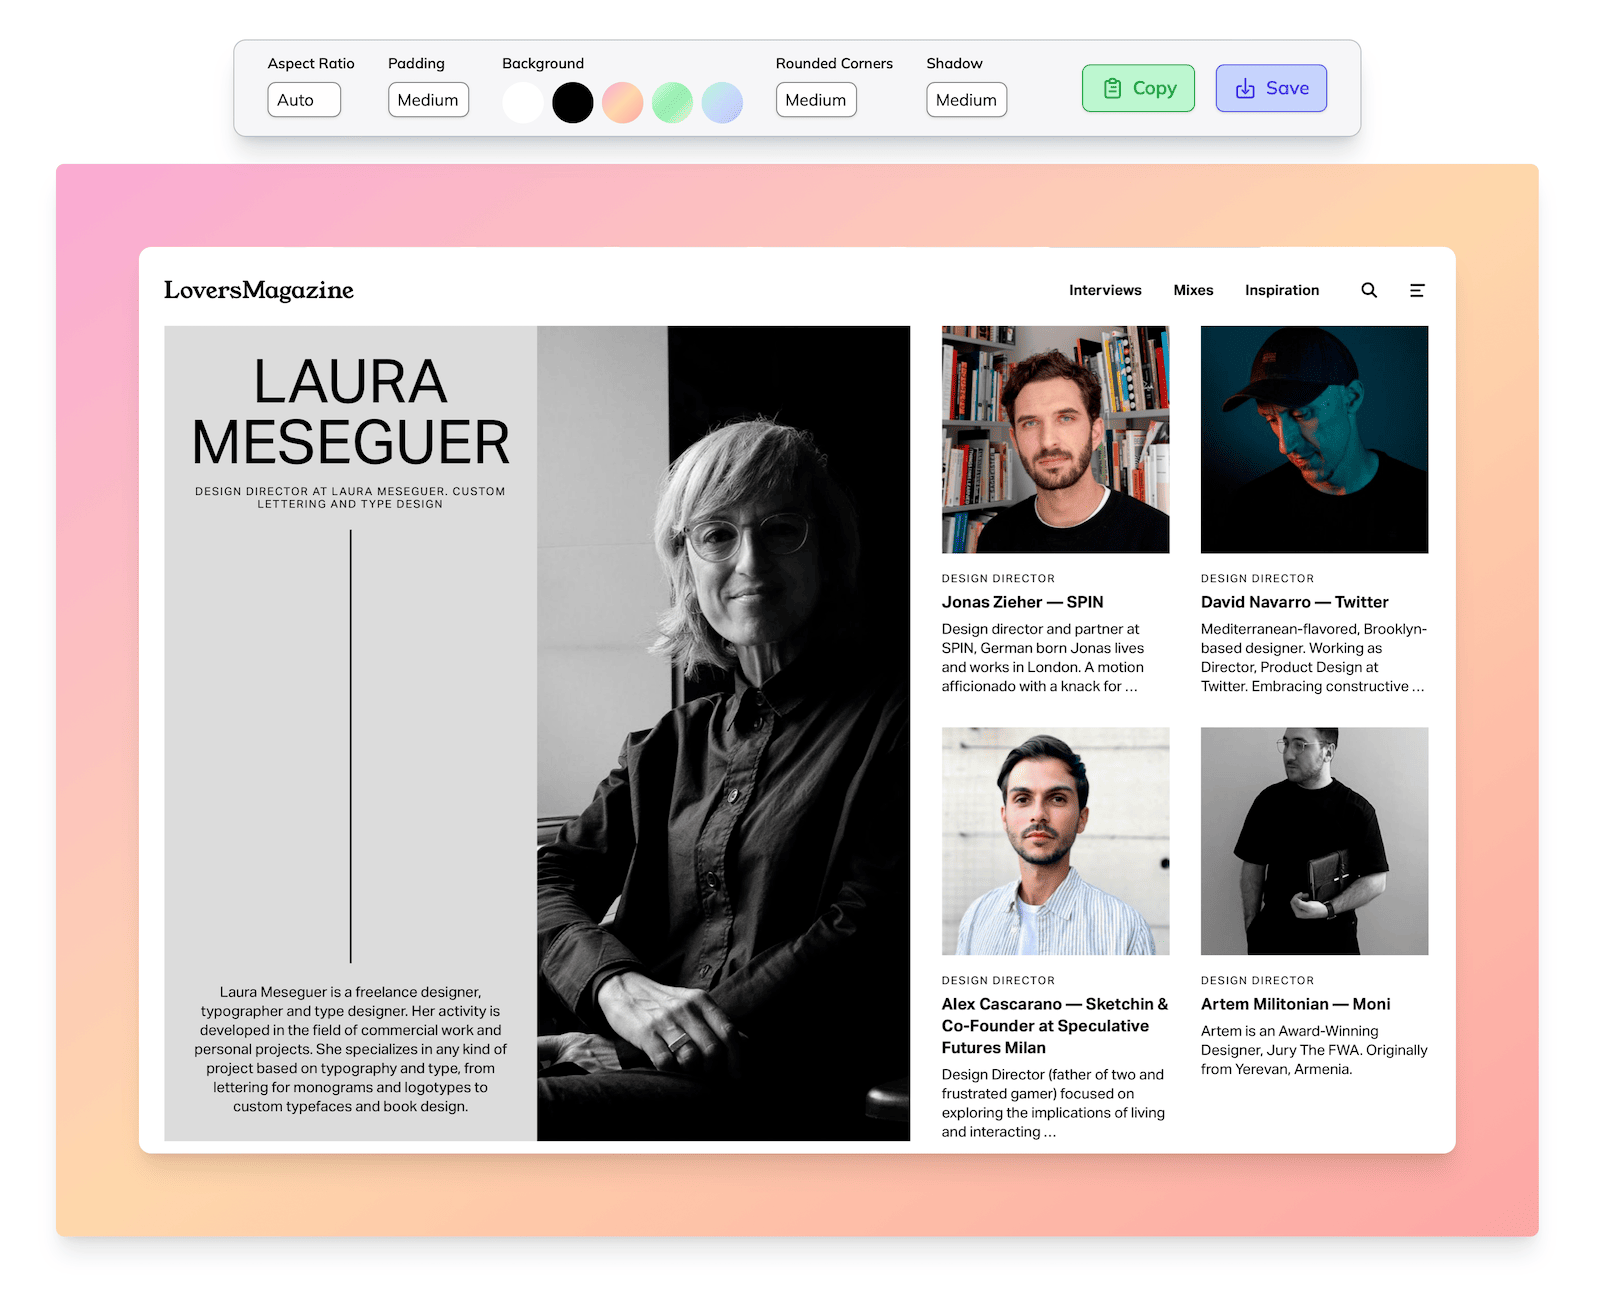 Aspect Ratio
Padding
Background
Rounded Corners
Shadow
Auto
Medium
Medium
Medium
Copy
Save
LoversMagazine
Interviews
Mixes
Inspiration
LAURA
MESEGUER
DESIGN DIRECTOR AT LAURA MESEGUER. CUSTOM
LETTERING AND TYPE DESIGN
Laura Meseguer is a freelance designer,
typographer and type designer. Her activity is
developed in the field of commercial work and
personal projects. She specializes in any kind of
project based on typography and type, from
lettering for monograms and logotypes to
custom typefaces and book design.
DESIGN DIRECTOR
Jonas Zieher — SPIN
Design director and partner at
SPIN, German born Jonas lives
and works in London. A motion
afficionado with a knack for …
DESIGN DIRECTOR
David Navarro — Twitter
Mediterranean-flavored, Brooklyn-
based designer. Working as
Director, Product Design at
Twitter. Embracing constructive …
DESIGN DIRECTOR
Alex Cascarano — Sketchin &
Co-Founder at Speculative
Futures Milan
Design Director (father of two and
frustrated gamer) focused on
exploring the implications of living
and interacting …
DESIGN DIRECTOR
Artem Militonian — Moni
Artem is an Award-Winning
Designer, Jury The FWA. Originally
from Yerevan, Armenia.